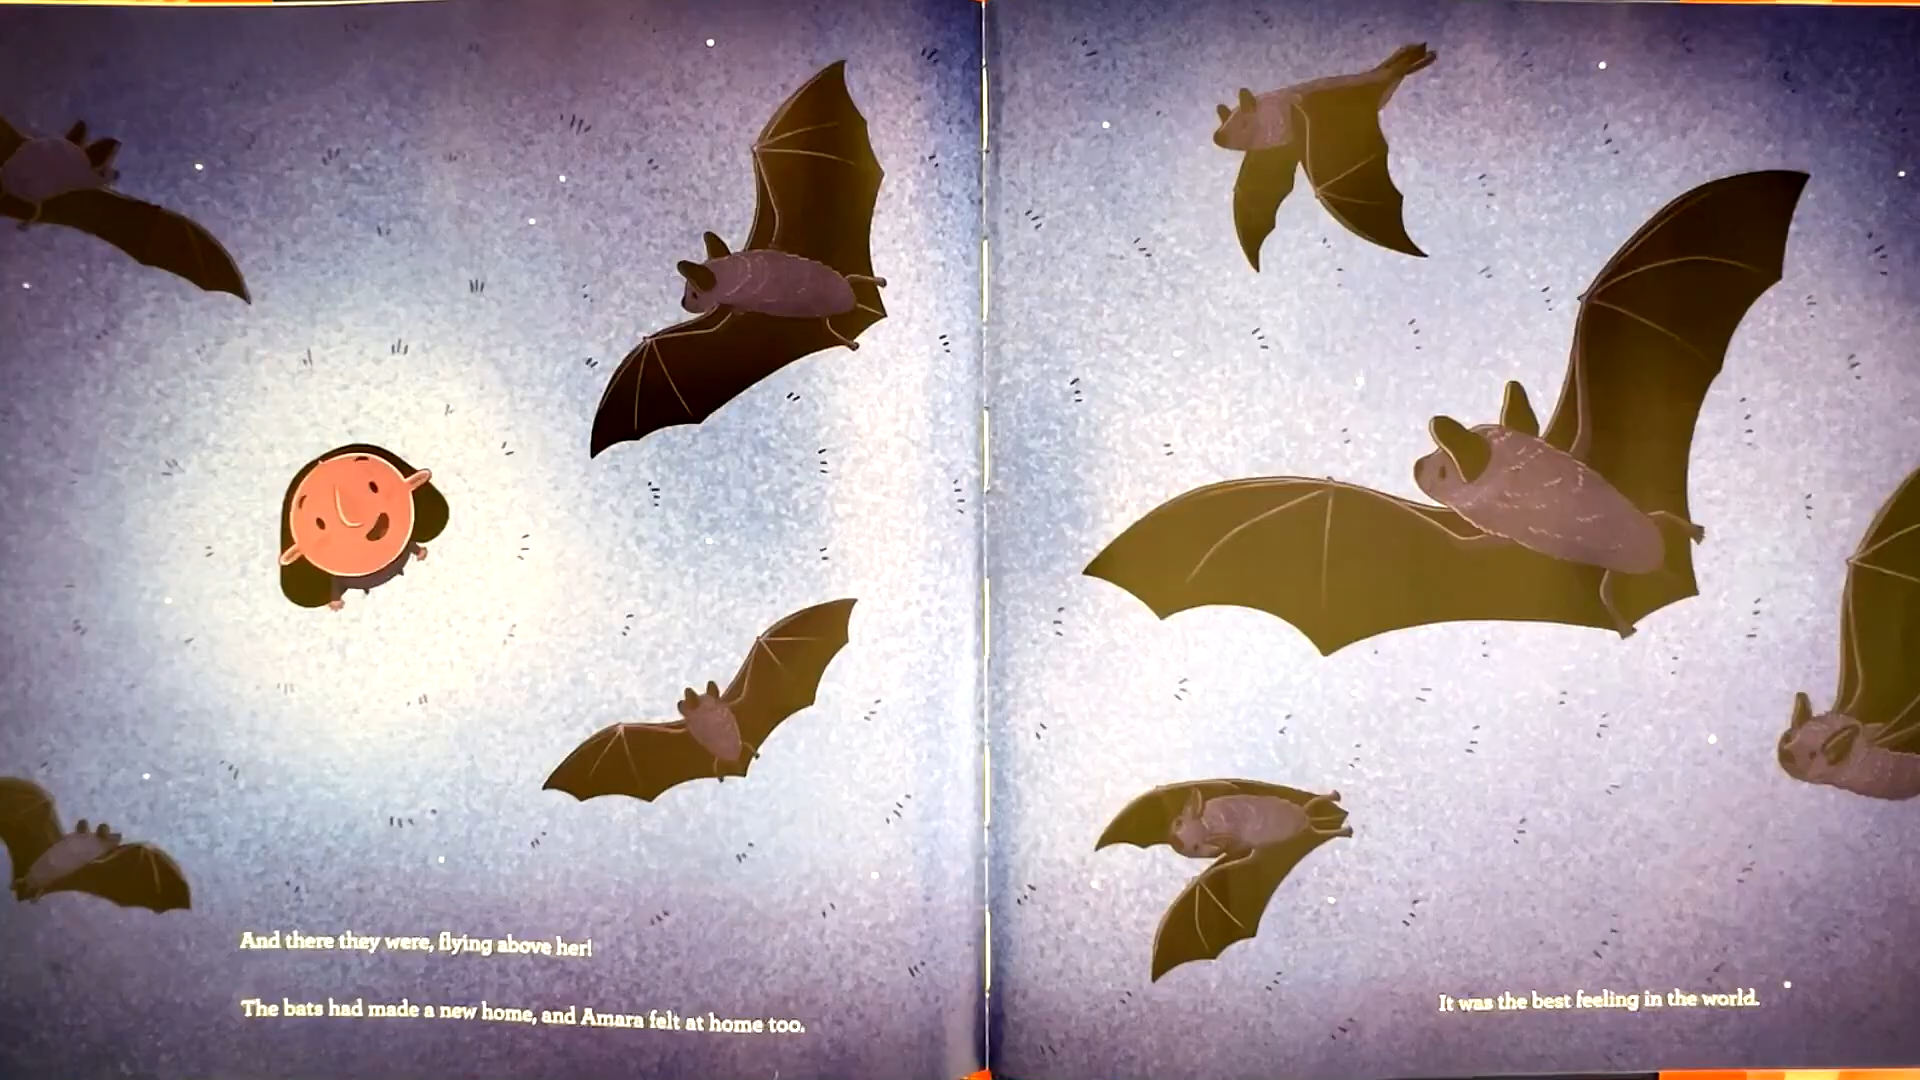 And there they were, flying above her!
The bats had made a new home, and Amara felt at home too.
It was the best feeling in the world.